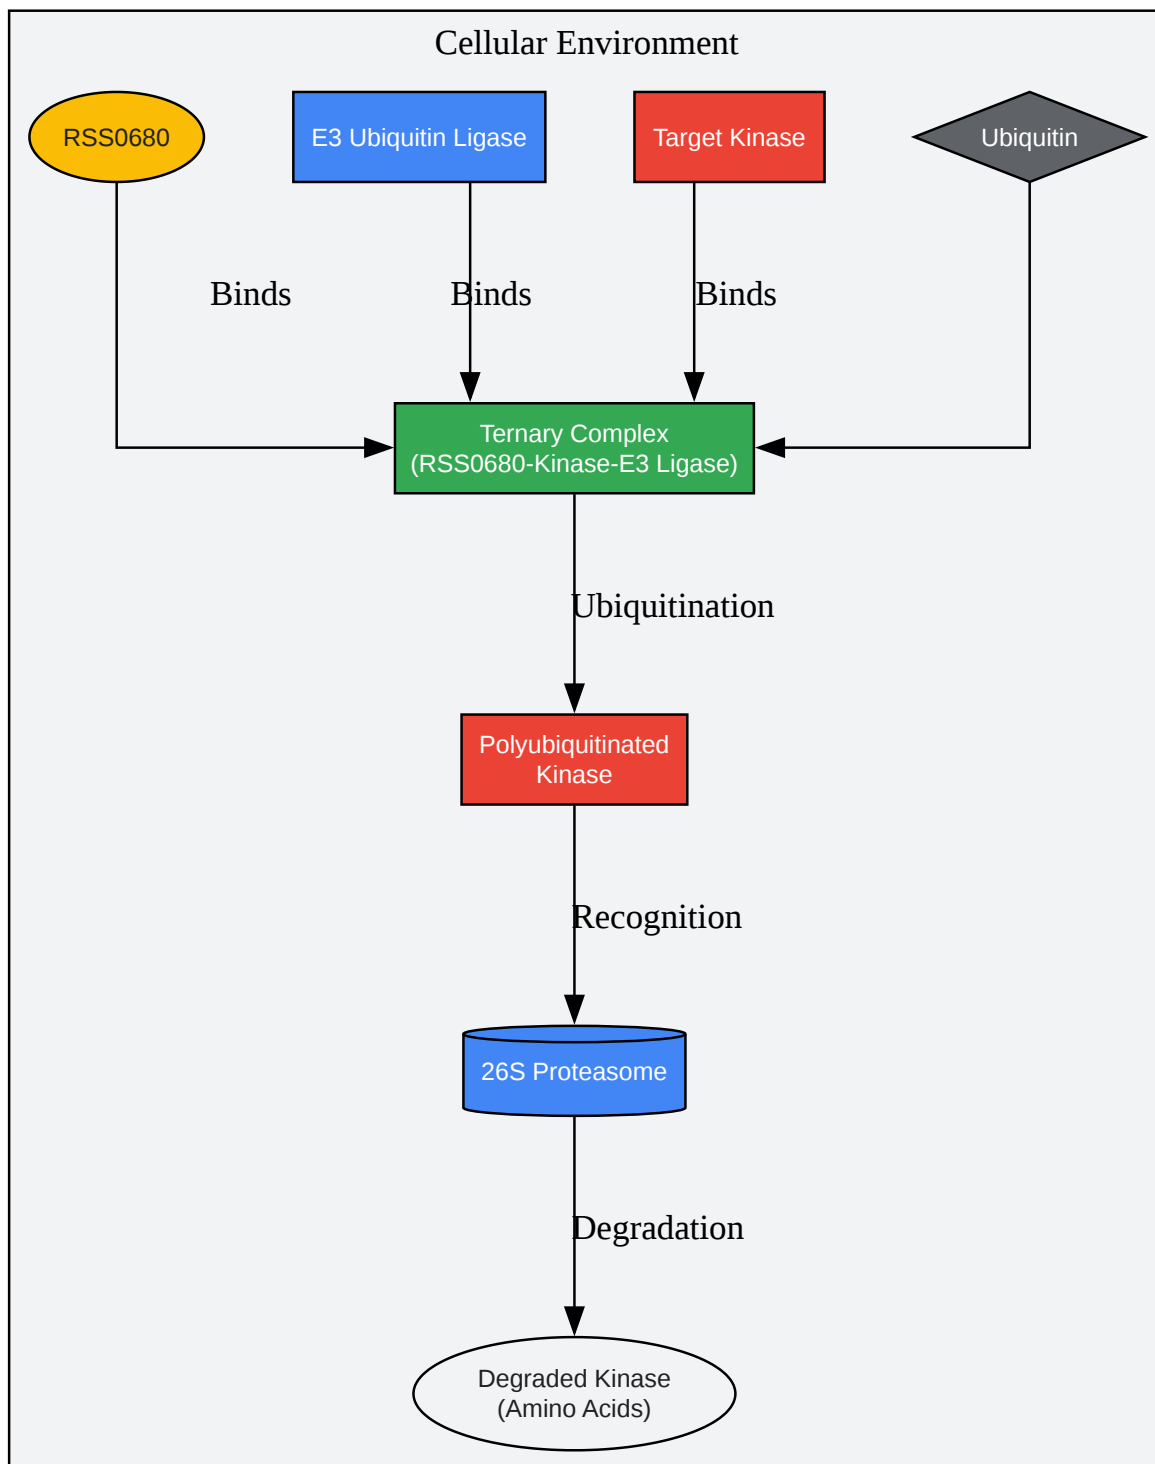 Cellular Environment
RSS0680
E3 Ubiquitin Ligase
Target Kinase
Ubiquitin
Binds
Binds
Binds
Ternary Complex
(RSS0680-Kinase-E3 Ligase)
Ubiquitination
Polyubiquitinated
Kinase
Recognition
26S Proteasome
Degradation
Degraded Kinase
(Amino Acids)